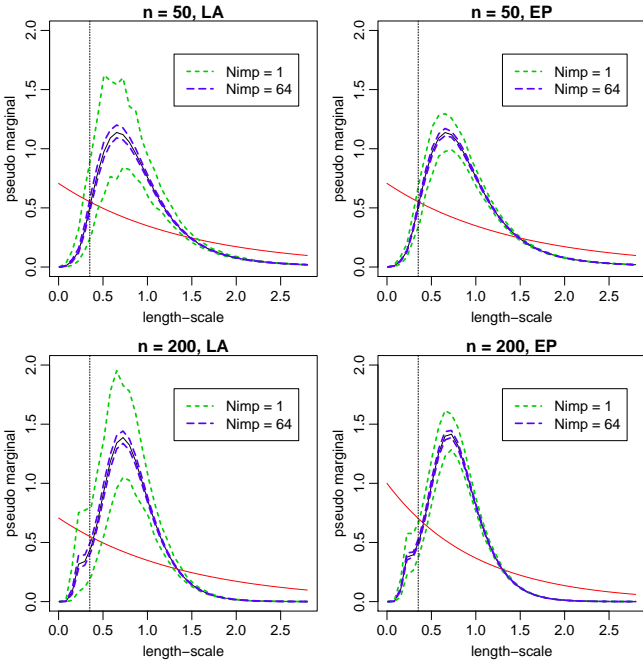 n = 50, LA
pseudo marginal
2.0
1.5
1.0
0.5
0.0
Nimp = 1
Nimp = 64
0.0 0.5 1.0 1.5 2.0 2.5
length−scale
n = 50, EP
pseudo marginal
2.0
1.5
1.0
0.5
0.0
Nimp = 1
Nimp = 64
0.0 0.5 1.0 1.5 2.0 2.5
length−scale
n = 200, LA
pseudo marginal
2.0
1.5
1.0
0.5
0.0
Nimp = 1
Nimp = 64
0.0 0.5 1.0 1.5 2.0 2.5
length−scale
n = 200, EP
pseudo marginal
2.0
1.5
1.0
0.5
0.0
Nimp = 1
Nimp = 64
0.0 0.5 1.0 1.5 2.0 2.5
length−scale